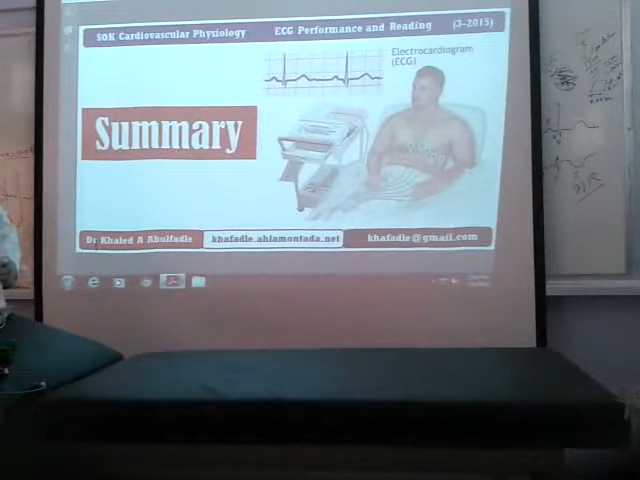 SOK Cardiovascular Physiology ECG Performance and Reading (3-2015)
Electrocardiogram
(ECG)
Summary
Dr Khaled A Abulfadle khafadle.ahlamontada.net khafadle@gmail.com